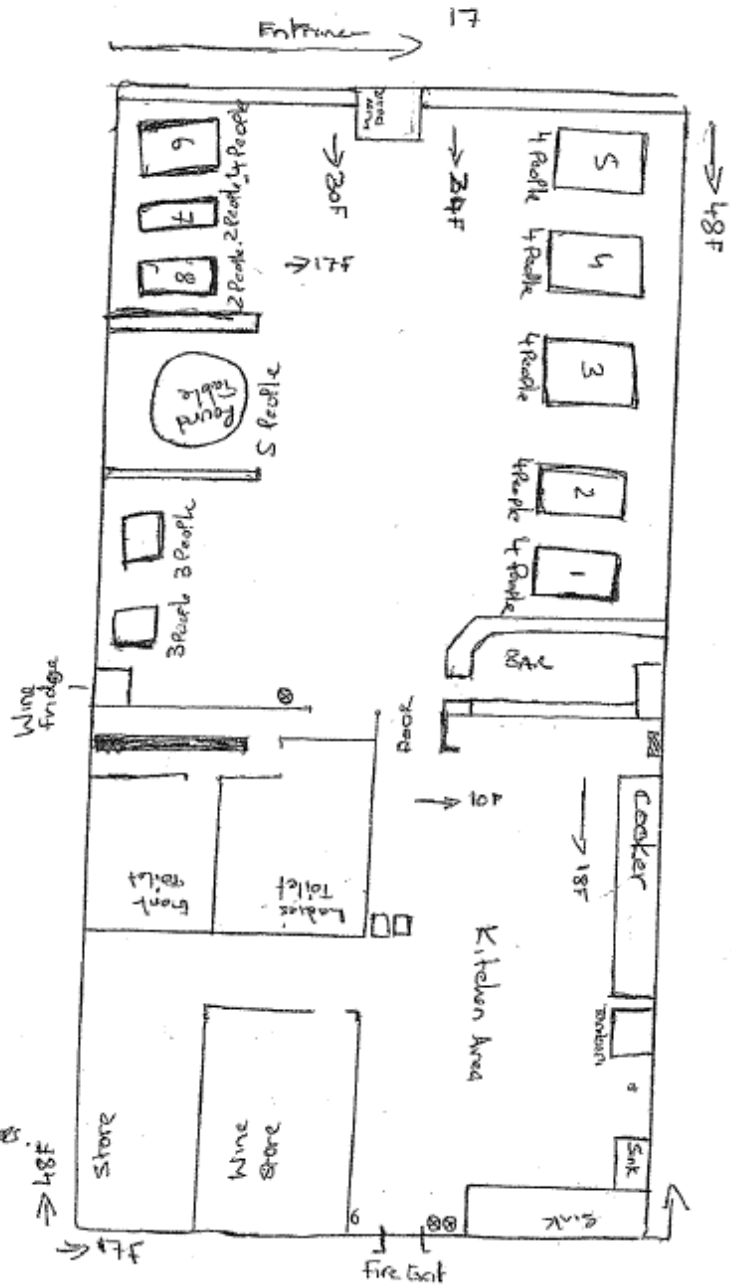 17
Entrance
Main Door
→ 48F
→ 30F
→ 24F
→ 17F
6
4 People
7
2 People
8
2 People
5
4 People
4
4 People
3
4 People
2
4 People
1
4 People
Round Table
5 People
3 People
3 People
Wine fridge
BAR
DOOR
→ 10F
→ 18F
COOKER
Gents Toilet
Ladies' Toilet
Kitchen Area
Tandoori
Sink
Sink
Store
Wine Store
Fire Exit
→ 48F
→ 17F